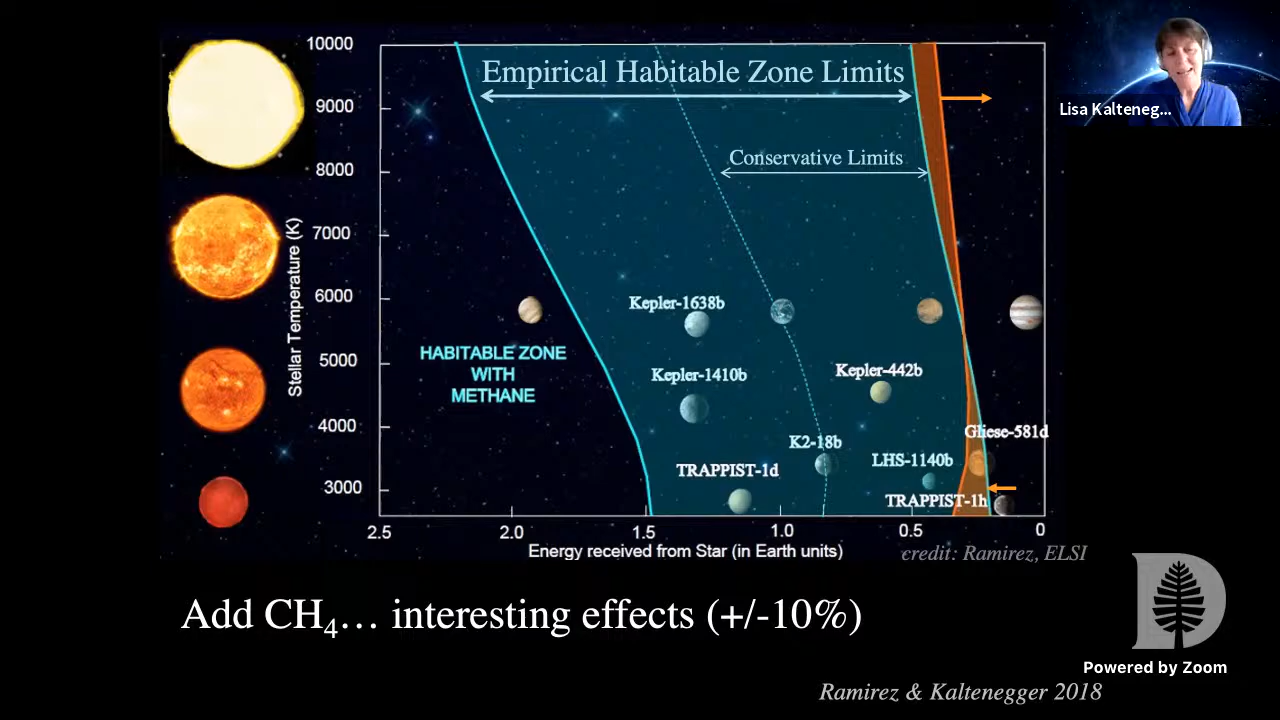 10000
9000
8000
7000
6000
5000
4000
3000
Stellar Temperature (K)
Empirical Habitable Zone Limits
Conservative Limits
HABITABLE ZONE
WITH
METHANE
Kepler-1638b
Kepler-1410b
Kepler-442b
K2-18b
Gliese-581d
LHS-1140b
TRAPPIST-1d
TRAPPIST-1h
2.5 2.0 1.5 1.0 0.5 0
Energy received from Star (in Earth units)
credit: Ramirez, ELSI
Add CH₄… interesting effects (+/-10%)
Ramirez & Kaltenegger 2018
Lisa Kalteneg...
D
Powered by Zoom